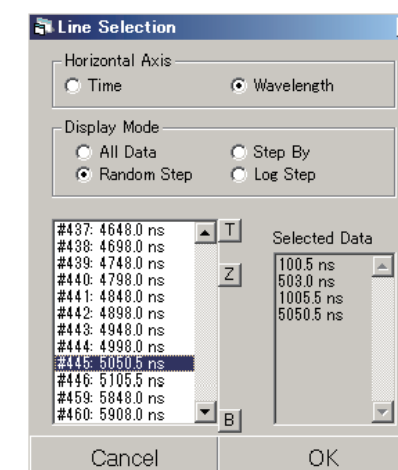 Line Selection
Horizontal Axis
Time
Wavelength
Display Mode
All Data
Step By
Random Step
Log Step
#437: 4648.0 ns
#438: 4698.0 ns
#439: 4748.0 ns
#440: 4798.0 ns
#441: 4848.0 ns
#442: 4898.0 ns
#443: 4948.0 ns
#444: 4998.0 ns
#445: 5050.5 ns
#446: 5105.5 ns
#459: 5848.0 ns
#460: 5908.0 ns
T
Z
B
Selected Data
100.5 ns
503.0 ns
1005.5 ns
5050.5 ns
Cancel
OK